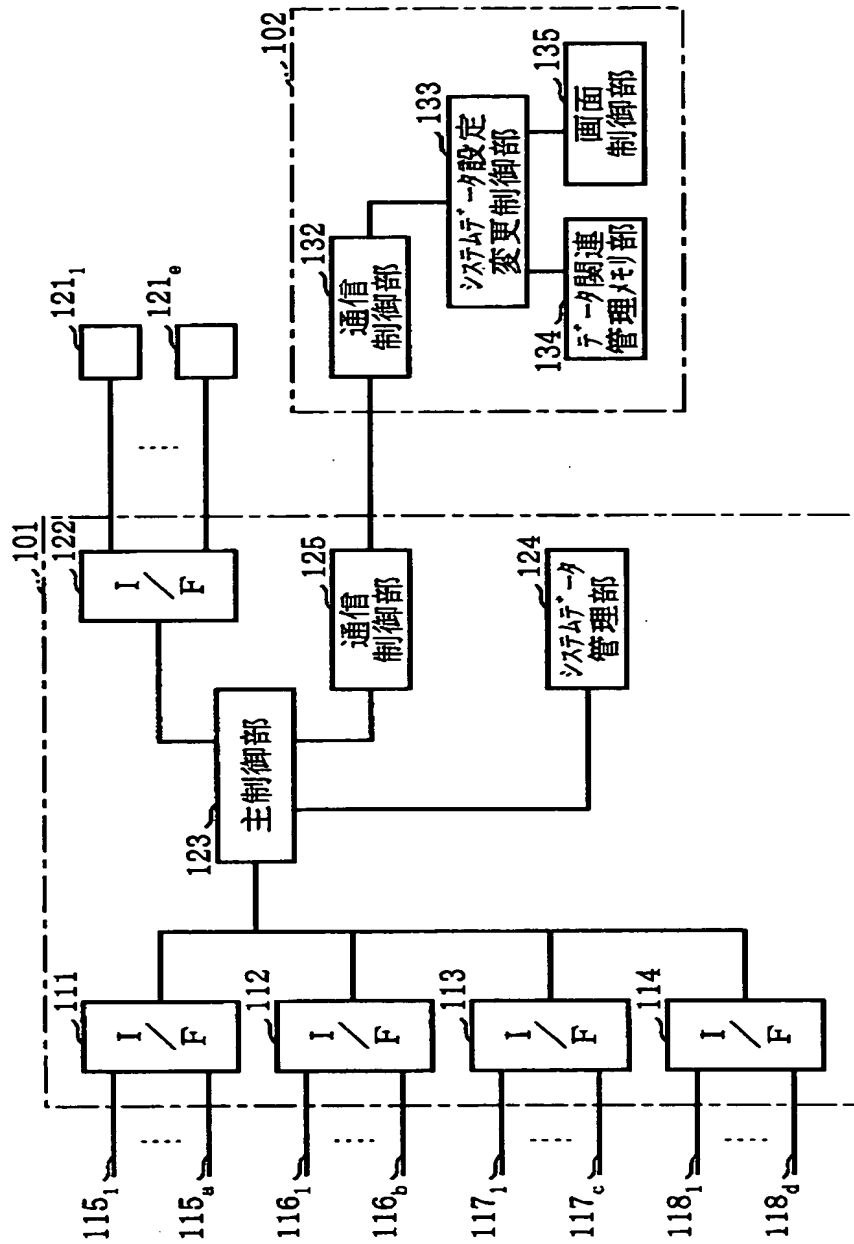 101
102
111
I/F
112
I/F
113
I/F
114
I/F
115₁
115ₐ
116₁
116b
117₁
117c
118₁
118d
123
主制御部
122
I/F
121₁
121ₑ
125
通信
制御部
124
システムデータ
管理部
132
通信
制御部
133
システムデータ設定
変更制御部
134
データ関連
管理メモリ部
135
画面
制御部